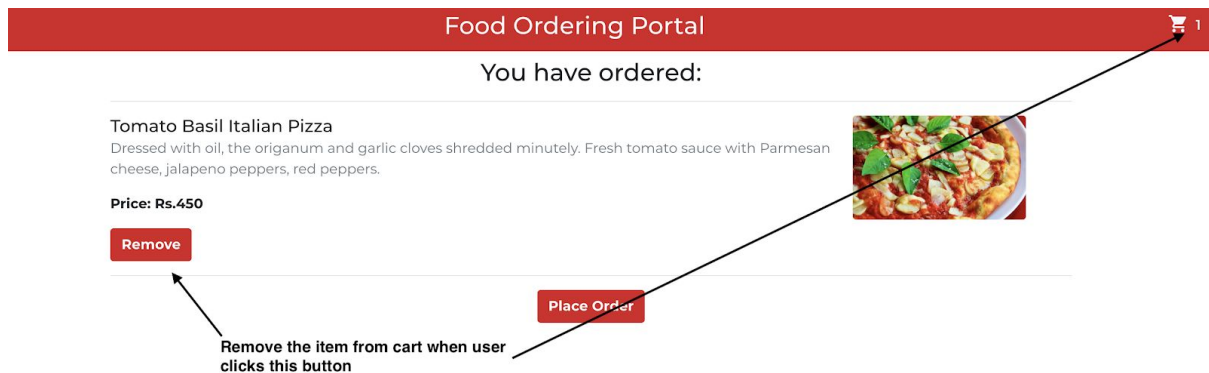 Food Ordering Portal
1
You have ordered:
Tomato Basil Italian Pizza
Dressed with oil, the origanum and garlic cloves shredded minutely. Fresh tomato sauce with Parmesan
cheese, jalapeno peppers, red peppers.
Price: Rs.450
Remove
Place Order
Remove the item from cart when user
clicks this button